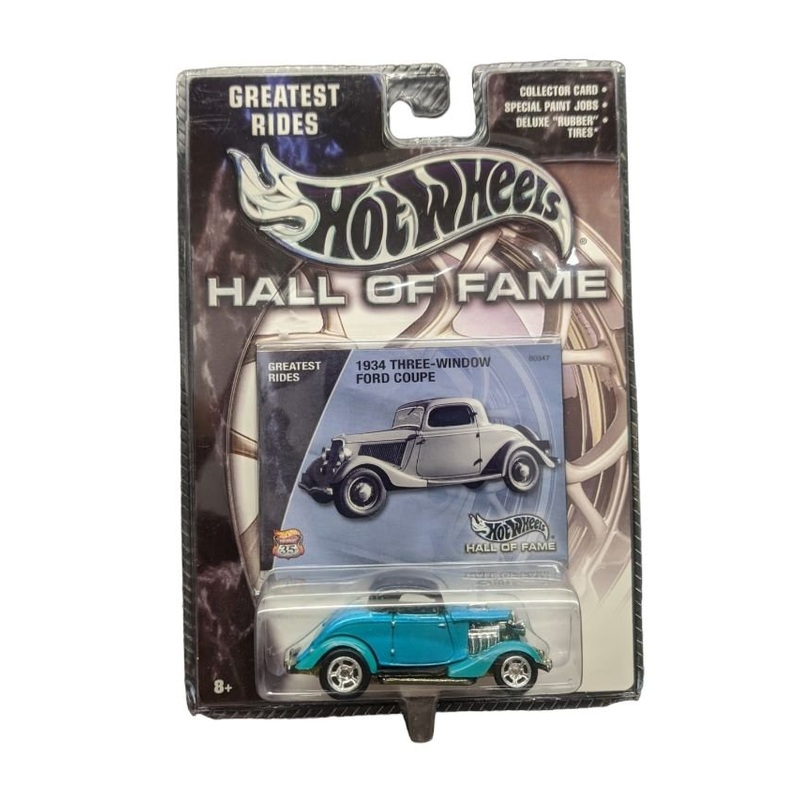 GREATEST
RIDES
COLLECTOR CARD •
SPECIAL PAINT JOBS •
DELUXE "RUBBER" •
TIRES*
HOT WHEELS
®
HALL OF FAME
GREATEST
RIDES
1934 THREE-WINDOW
FORD COUPE
B0947
35
HOT WHEELS
HALL OF FAME
8+